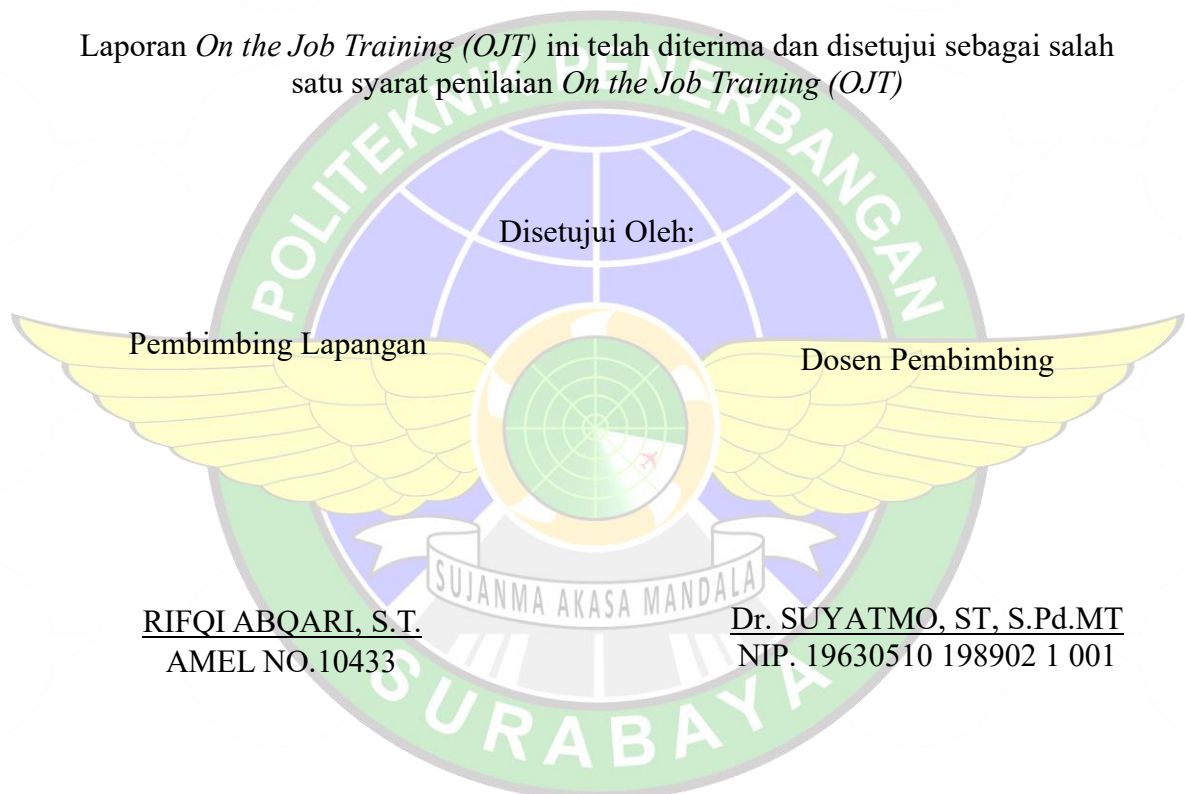 Laporan On the Job Training (OJT) ini telah diterima dan disetujui sebagai salah
satu syarat penilaian On the Job Training (OJT)
POLITEKNIK PENERBANGAN
Disetujui Oleh:
Pembimbing Lapangan
Dosen Pembimbing
SUJANMA AKASA MANDALA
RIFQI ABQARI, S.T.
AMEL NO.10433
Dr. SUYATMO, ST, S.Pd.MT
NIP. 19630510 198902 1 001
SURABAYA